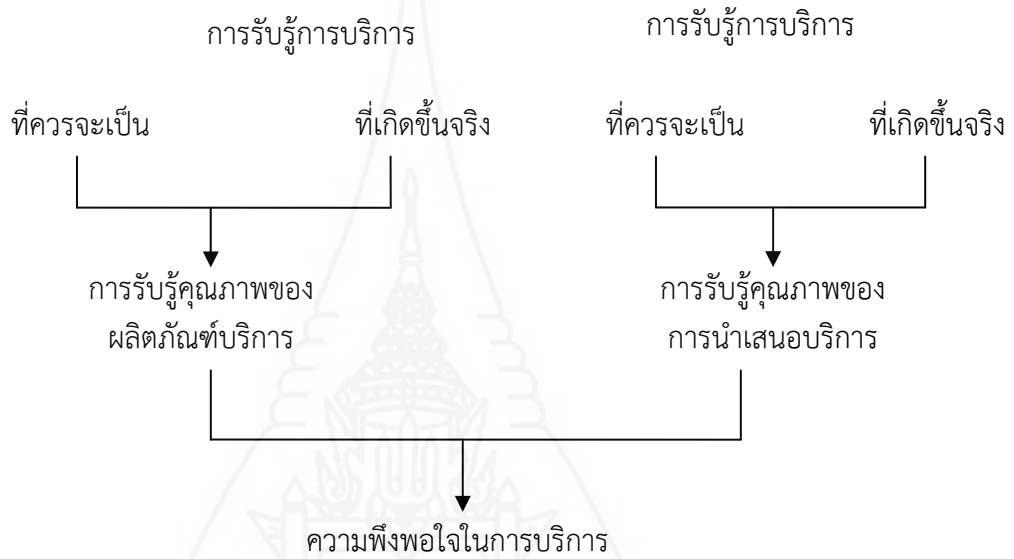 การรับรู้การบริการ การรับรู้การบริการ
ที่ควรจะเป็น ที่เกิดขึ้นจริง ที่ควรจะเป็น ที่เกิดขึ้นจริง
การรับรู้คุณภาพของ การรับรู้คุณภาพของ
ผลิตภัณฑ์บริการ การนำเสนอบริการ
ความพึงพอใจในการบริการ